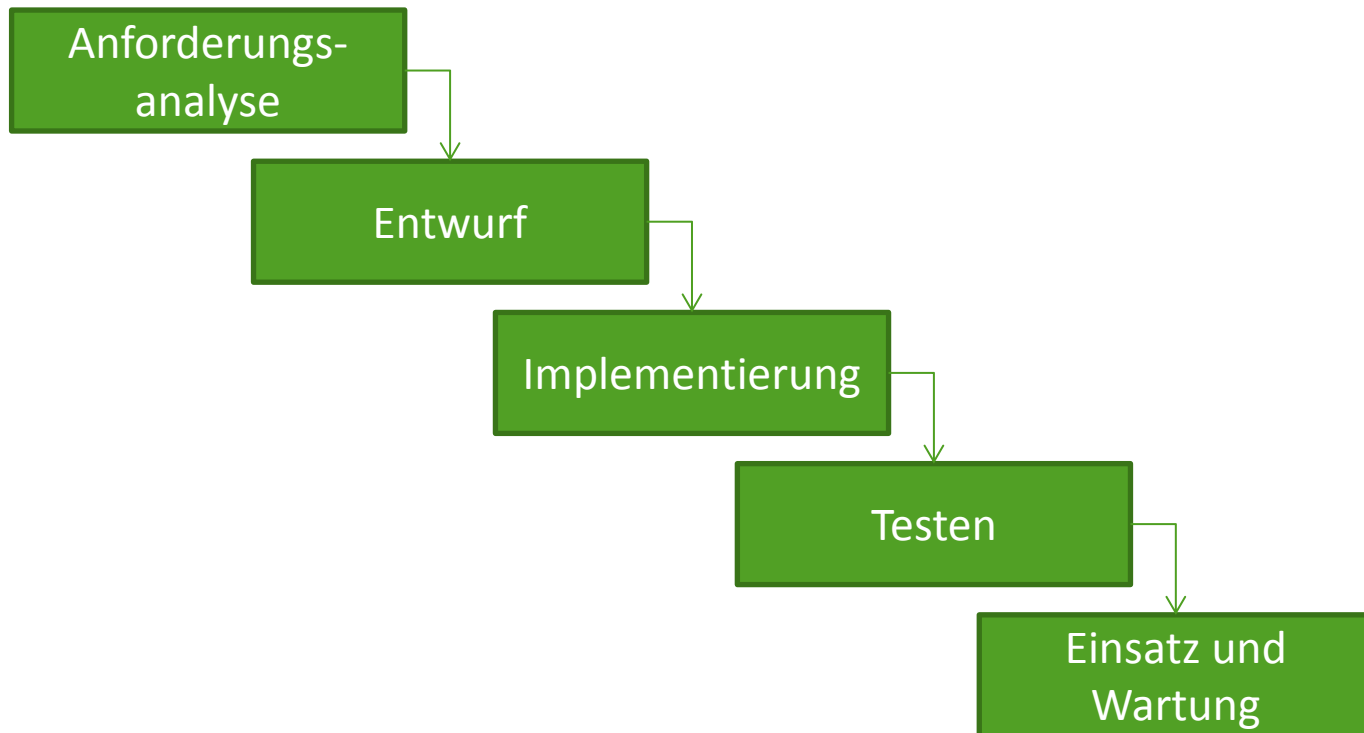 Anforderungs-
analyse
Entwurf
Implementierung
Testen
Einsatz und
Wartung